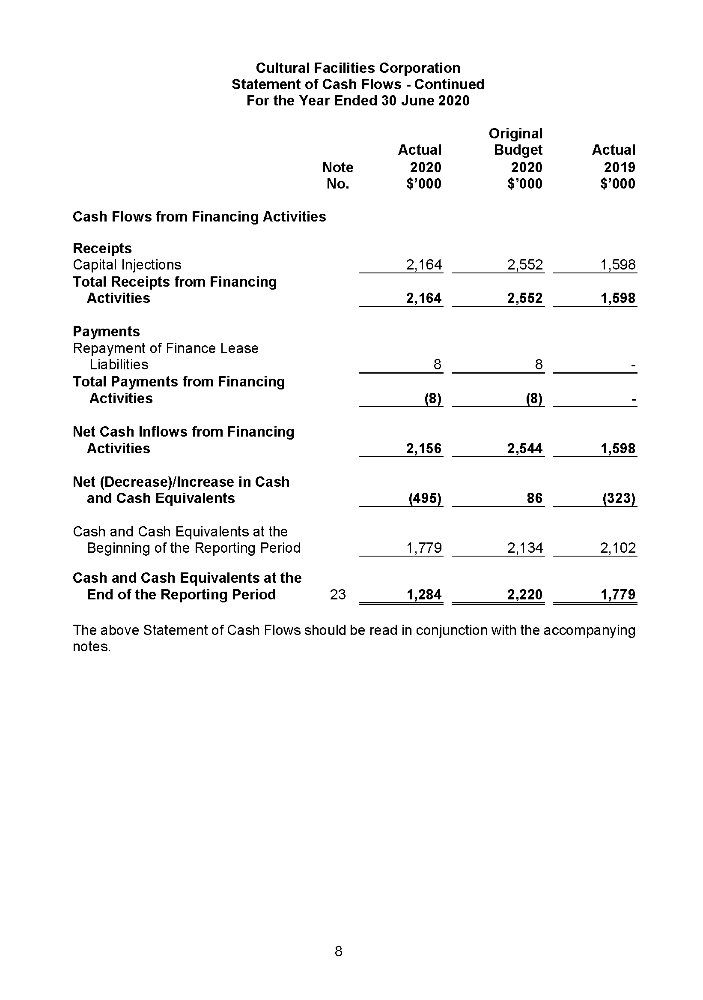 Cultural Facilities Corporation
Statement of Cash Flows - Continued
For the Year Ended 30 June 2020
Original
Actual Budget Actual
Note 2020 2020 2019
No. $’000 $’000 $’000
Cash Flows from Financing Activities
Receipts
Capital Injections 2,164 2,552 1,598
Total Receipts from Financing
Activities 2,164 2,552 1,598
Payments
Repayment of Finance Lease
Liabilities 8 8 -
Total Payments from Financing
Activities (8) (8) -
Net Cash Inflows from Financing
Activities 2,156 2,544 1,598
Net (Decrease)/Increase in Cash
and Cash Equivalents (495) 86 (323)
Cash and Cash Equivalents at the
Beginning of the Reporting Period 1,779 2,134 2,102
Cash and Cash Equivalents at the
End of the Reporting Period 23 1,284 2,220 1,779
The above Statement of Cash Flows should be read in conjunction with the accompanying
notes.
8